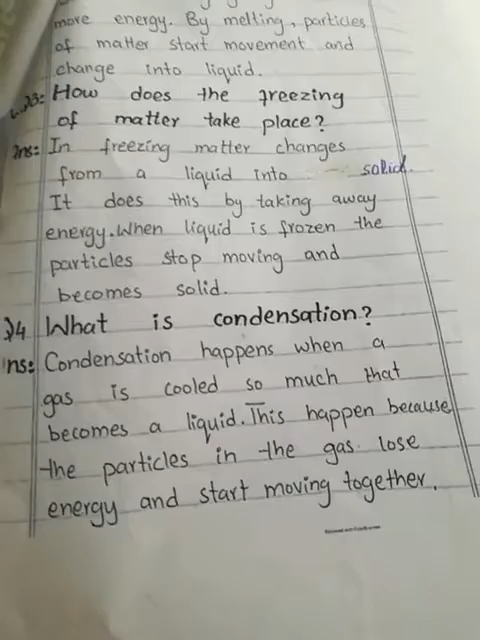 more energy. By melting, particles
of matter start movement and
change into liquid.
Q3: How does the freezing
of matter take place?
Ans: In freezing matter changes
from a liquid into solid.
It does this by taking away
energy. When liquid is frozen the
particles stop moving and
becomes solid.
Q4 What is condensation?
Ans: Condensation happens when a
gas is cooled so much that
becomes a liquid. This happen because
the particles in the gas lose
energy and start moving together.